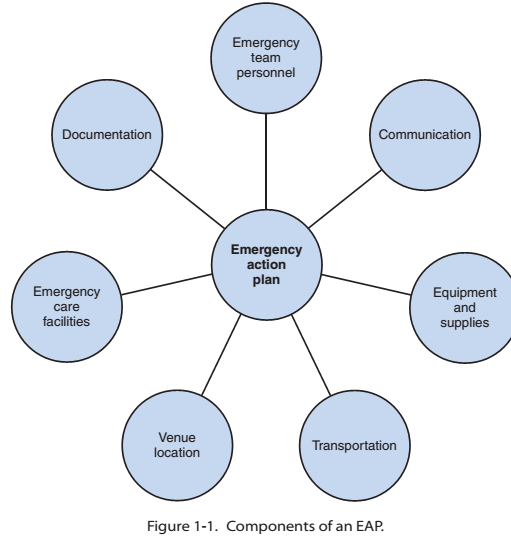 Emergency
team
personnel
Documentation
Communication
Emergency
action
plan
Emergency
care
facilities
Equipment
and
supplies
Venue
location
Transportation
Figure 1-1. Components of an EAP.